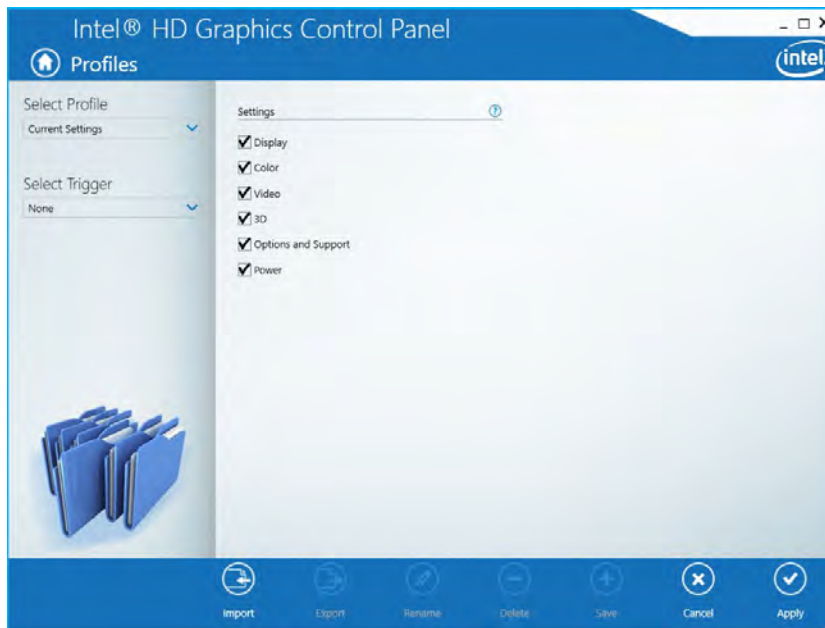 Intel® HD Graphics Control Panel
Profiles
intel
Select Profile
Current Settings
Select Trigger
None
Settings
?
Display
Color
Video
3D
Options and Support
Power
Import
Export
Rename
Delete
Save
Cancel
Apply